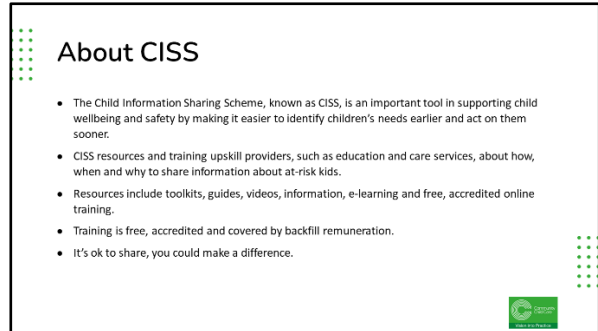 About CISS
● The Child Information Sharing Scheme, known as CISS, is an important tool in supporting child
wellbeing and safety by making it easier to identify children's needs earlier and act on them
sooner.
● CISS resources and training upskill providers, such as education and care services, about how,
when and why to share information about at-risk kids.
● Resources include toolkits, guides, videos, information, e-learning and free, accredited online
training.
● Training is free, accredited and covered by backfill remuneration.
● It's ok to share, you could make a difference.